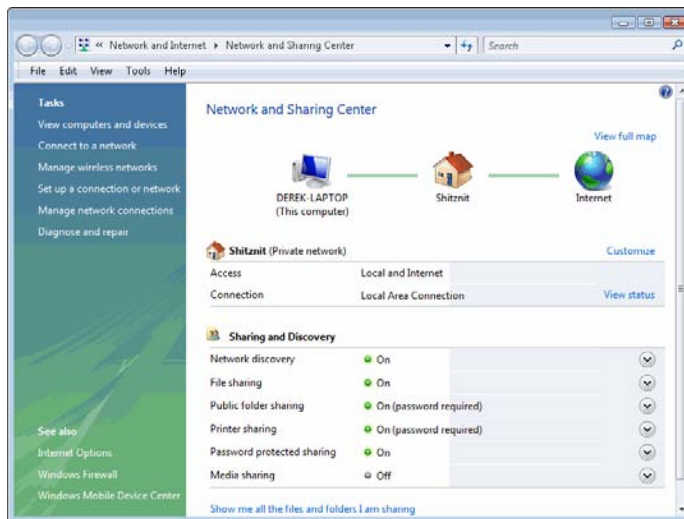 « Network and Internet ▸ Network and Sharing Center
Search
File Edit View Tools Help
Tasks
View computers and devices
Connect to a network
Manage wireless networks
Set up a connection or network
Manage network connections
Diagnose and repair
See also
Internet Options
Windows Firewall
Windows Mobile Device Center
Network and Sharing Center
View full map
DEREK-LAPTOP
(This computer)
Shitznit
Internet
Shitznit (Private network)
Customize
Access Local and Internet
Connection Local Area Connection View status
Sharing and Discovery
Network discovery On
File sharing On
Public folder sharing On (password required)
Printer sharing On (password required)
Password protected sharing On
Media sharing Off
Show me all the files and folders I am sharing